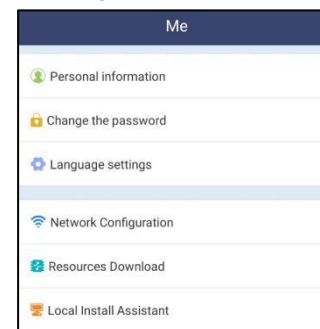 Me
Personal information
Change the password
Language settings
Network Configuration
Resources Download
Local Install Assistant